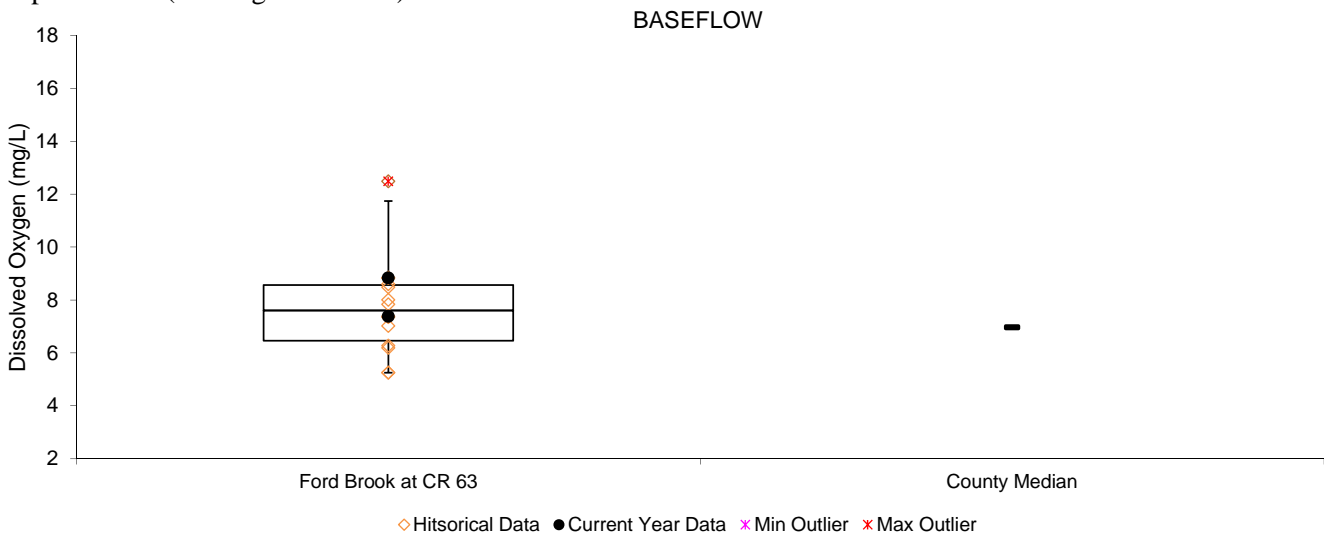 BASEFLOW
18
16
14
12
10
8
6
4
2
Dissolved Oxygen (mg/L)
Ford Brook at CR 63 County Median
Hitsorical Data Current Year Data Min Outlier Max Outlier